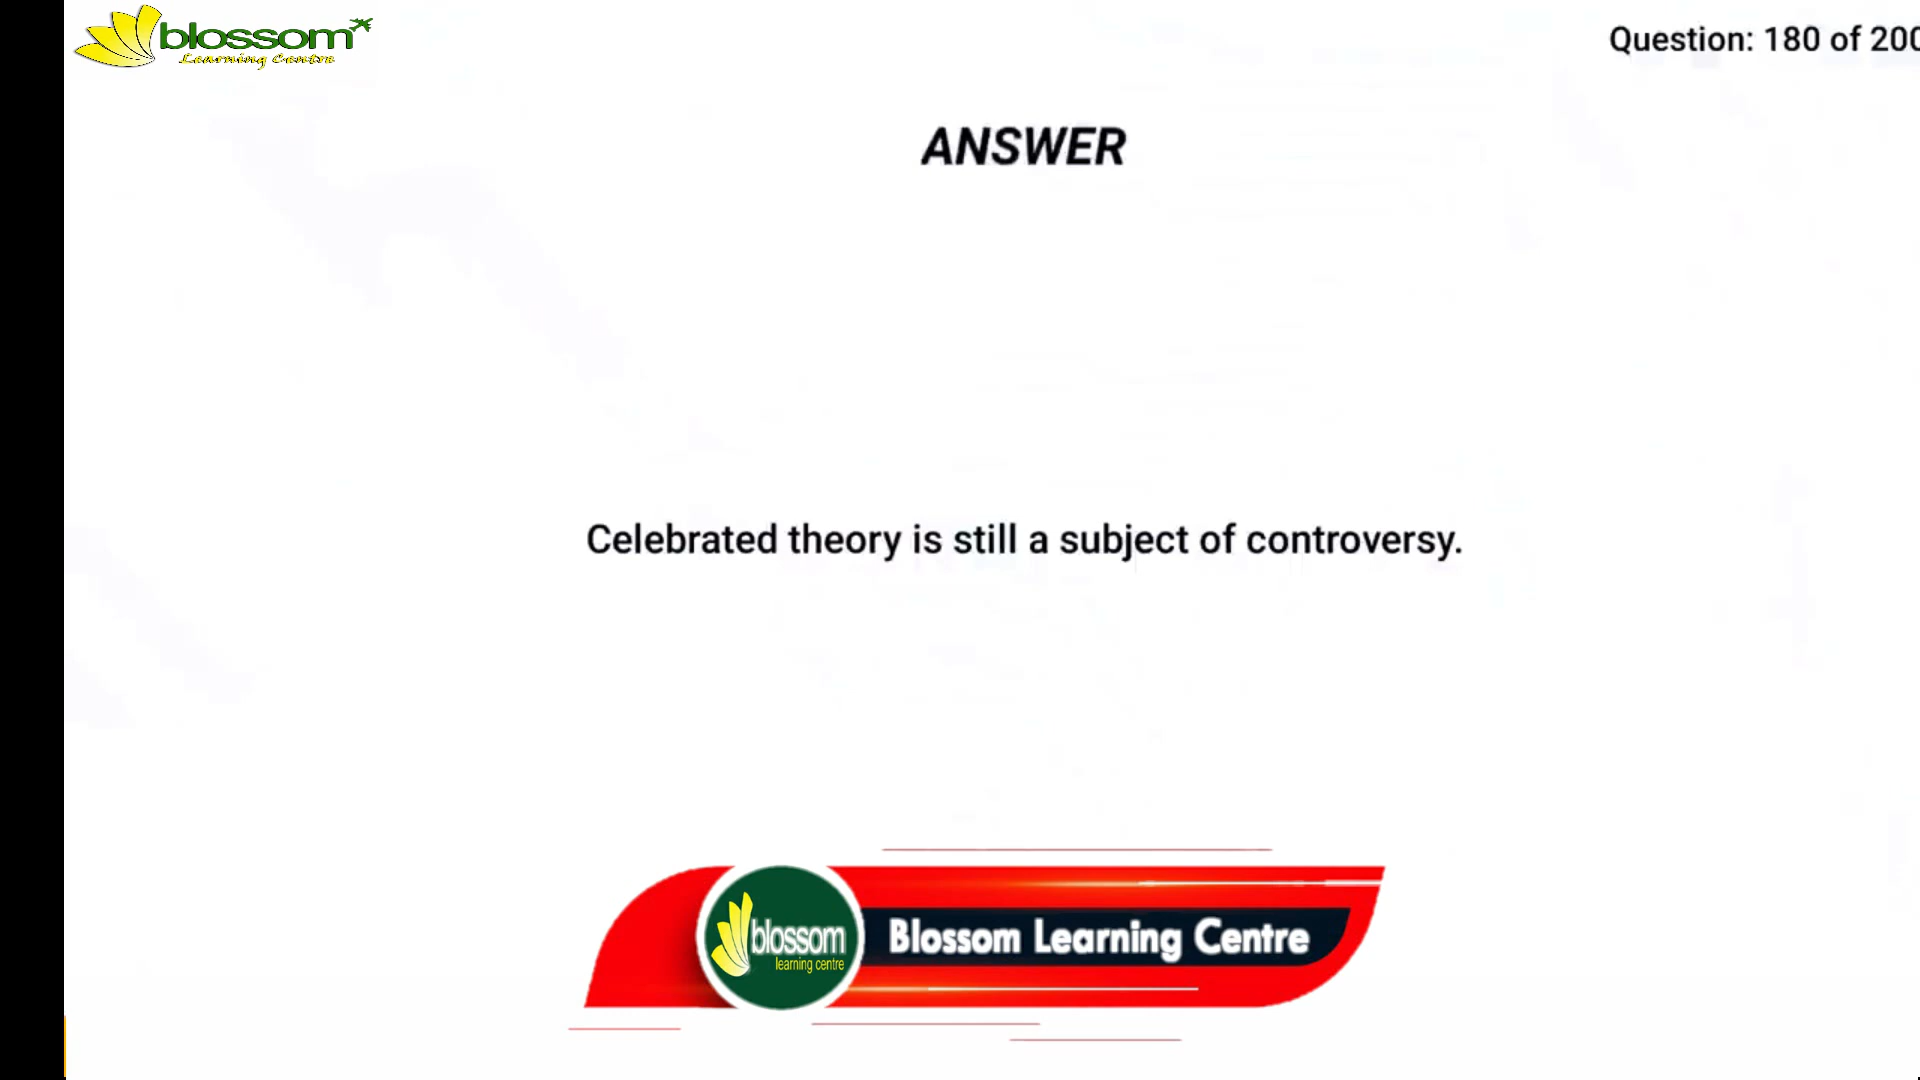 blossom
Learning Centre
Question: 180 of 200
ANSWER
Celebrated theory is still a subject of controversy.
blossom
learning centre
Blossom Learning Centre